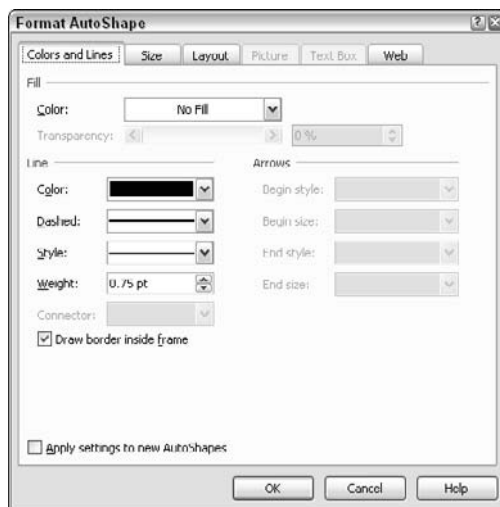 Format AutoShape
Colors and Lines Size Layout Picture Text Box Web
Fill
Color: No Fill
Transparency: 0 %
Line Arrows
Color: Begin style:
Dashed: Begin size:
Style: End style:
Weight: 0.75 pt End size:
Connector:
Draw border inside frame
Apply settings to new AutoShapes
OK Cancel Help